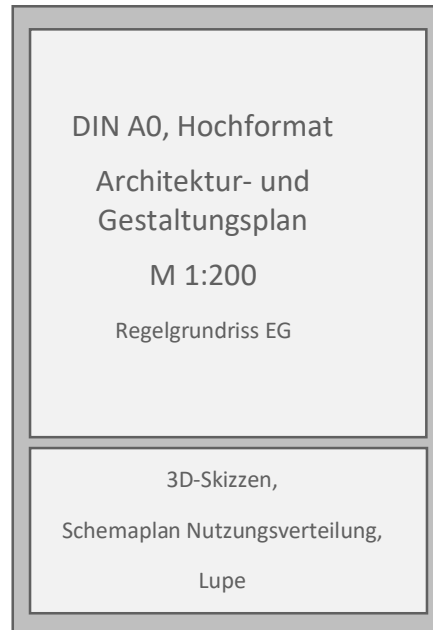 DIN A0, Hochformat
Architektur- und
Gestaltungsplan
M 1:200
Regelgrundriss EG
3D-Skizzen,
Schemaplan Nutzungsverteilung,
Lupe